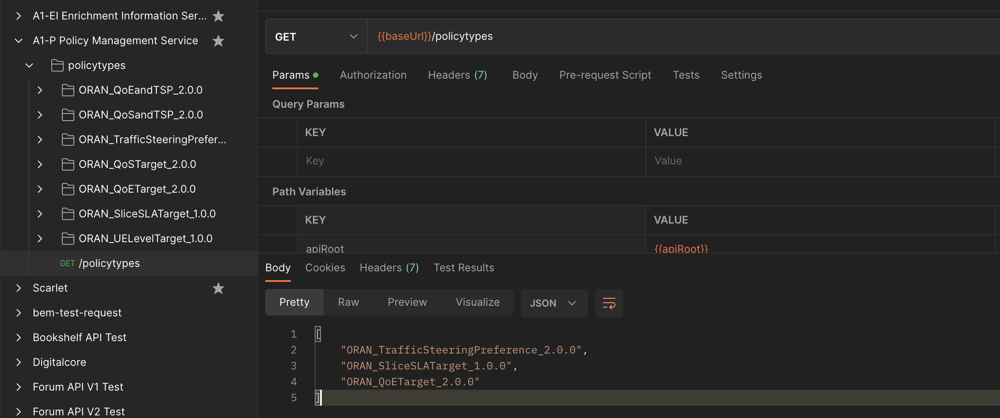 A1-EI Enrichment Information Ser...
A1-P Policy Management Service
policytypes
ORAN_QoEandTSP_2.0.0
ORAN_QoSandTSP_2.0.0
ORAN_TrafficSteeringPrefer...
ORAN_QoSTarget_2.0.0
ORAN_QoETarget_2.0.0
ORAN_SliceSLATarget_1.0.0
ORAN_UELevelTarget_1.0.0
GET /policytypes
Scarlet
bem-test-request
Bookshelf API Test
Digitalcore
Forum API V1 Test
Forum API V2 Test
GET {{baseUrl}}/policytypes
Params Authorization Headers (7) Body Pre-request Script Tests Settings
Query Params
KEY VALUE
Key Value
Path Variables
KEY VALUE
apiRoot {{apiRoot}}
Body Cookies Headers (7) Test Results
Pretty Raw Preview Visualize JSON
1 [
2 "ORAN_TrafficSteeringPreference_2.0.0",
3 "ORAN_SliceSLATarget_1.0.0",
4 "ORAN_QoETarget_2.0.0"
5 ]